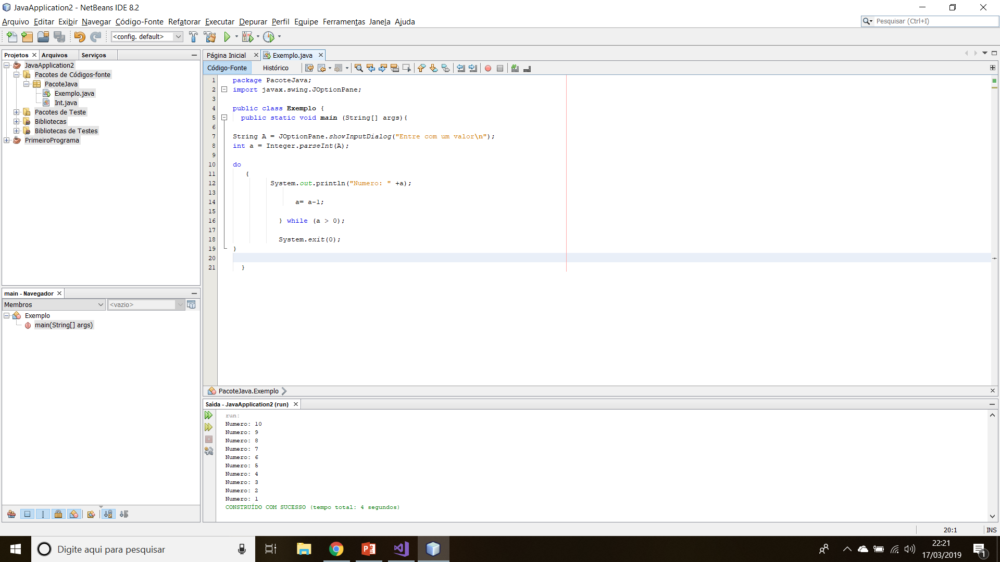 JavaApplication2 - NetBeans IDE 8.2
Arquivo Editar Exibir Navegar Código-Fonte Refatorar Executar Depurar Perfil Equipe Ferramentas Janela Ajuda
Pesquisar (Ctrl+I)
<config. default>
Projetos Arquivos Serviços
JavaApplication2
Pacotes de Códigos-fonte
PacoteJava
Exemplo.java
Int.java
Pacotes de Teste
Bibliotecas
Bibliotecas de Testes
PrimeiroPrograma
main - Navegador
Membros <vazio>
Exemplo
main(String[] args)
Página Inicial Exemplo.java
Código-Fonte Histórico
1 package PacoteJava;
2 import javax.swing.JOptionPane;
3
4 public class Exemplo {
5 public static void main (String[] args){
6
7 String A = JOptionPane.showInputDialog("Entre com um valor\n");
8 int a = Integer.parseInt(A);
9
10 do
11 {
12 System.out.println("Numero: " +a);
13
14 a= a-1;
15
16 } while (a > 0);
17
18 System.exit(0);
19 }
20
21 }
PacoteJava.Exemplo
Saída - JavaApplication2 (run)
run:
Numero: 10
Numero: 9
Numero: 8
Numero: 7
Numero: 6
Numero: 5
Numero: 4
Numero: 3
Numero: 2
Numero: 1
CONSTRUÍDO COM SUCESSO (tempo total: 4 segundos)
20:1 INS
Digite aqui para pesquisar
22:21
17/03/2019
1